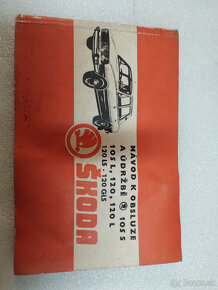 NÁVOD K OBSLUZE
A ÚDRŽBĚ 105 S
105 L, 120, 120 L
120 LS - 120 GLS
ŠKODA